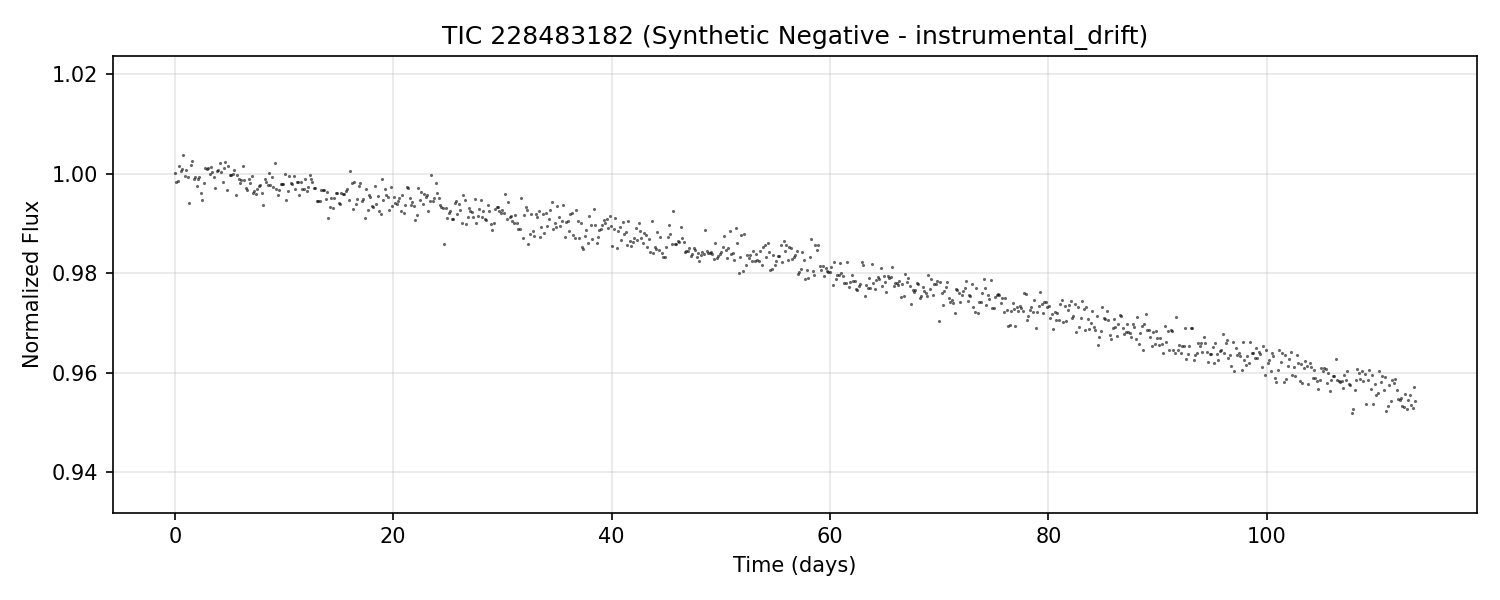 TIC 228483182 (Synthetic Negative - instrumental_drift)
1.02
1.00
0.98
0.96
0.94
Normalized Flux
0 20 40 60 80 100
Time (days)